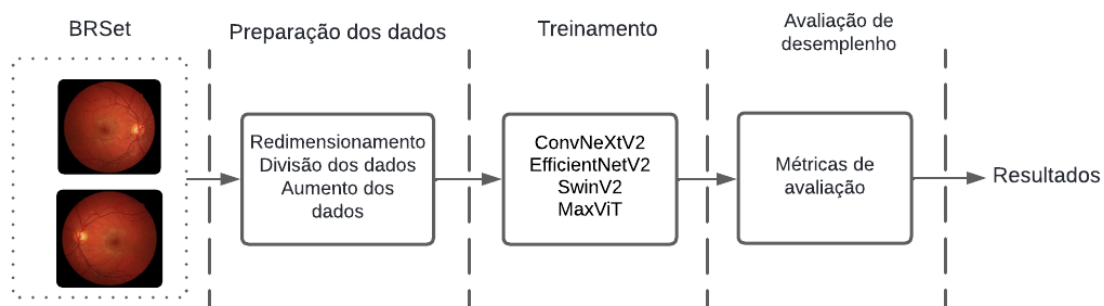 BRSet
Preparação dos dados
Treinamento
Avaliação de
desemplenho
Redimensionamento
Divisão dos dados
Aumento dos
dados
ConvNeXtV2
EfficientNetV2
SwinV2
MaxViT
Métricas de
avaliação
Resultados